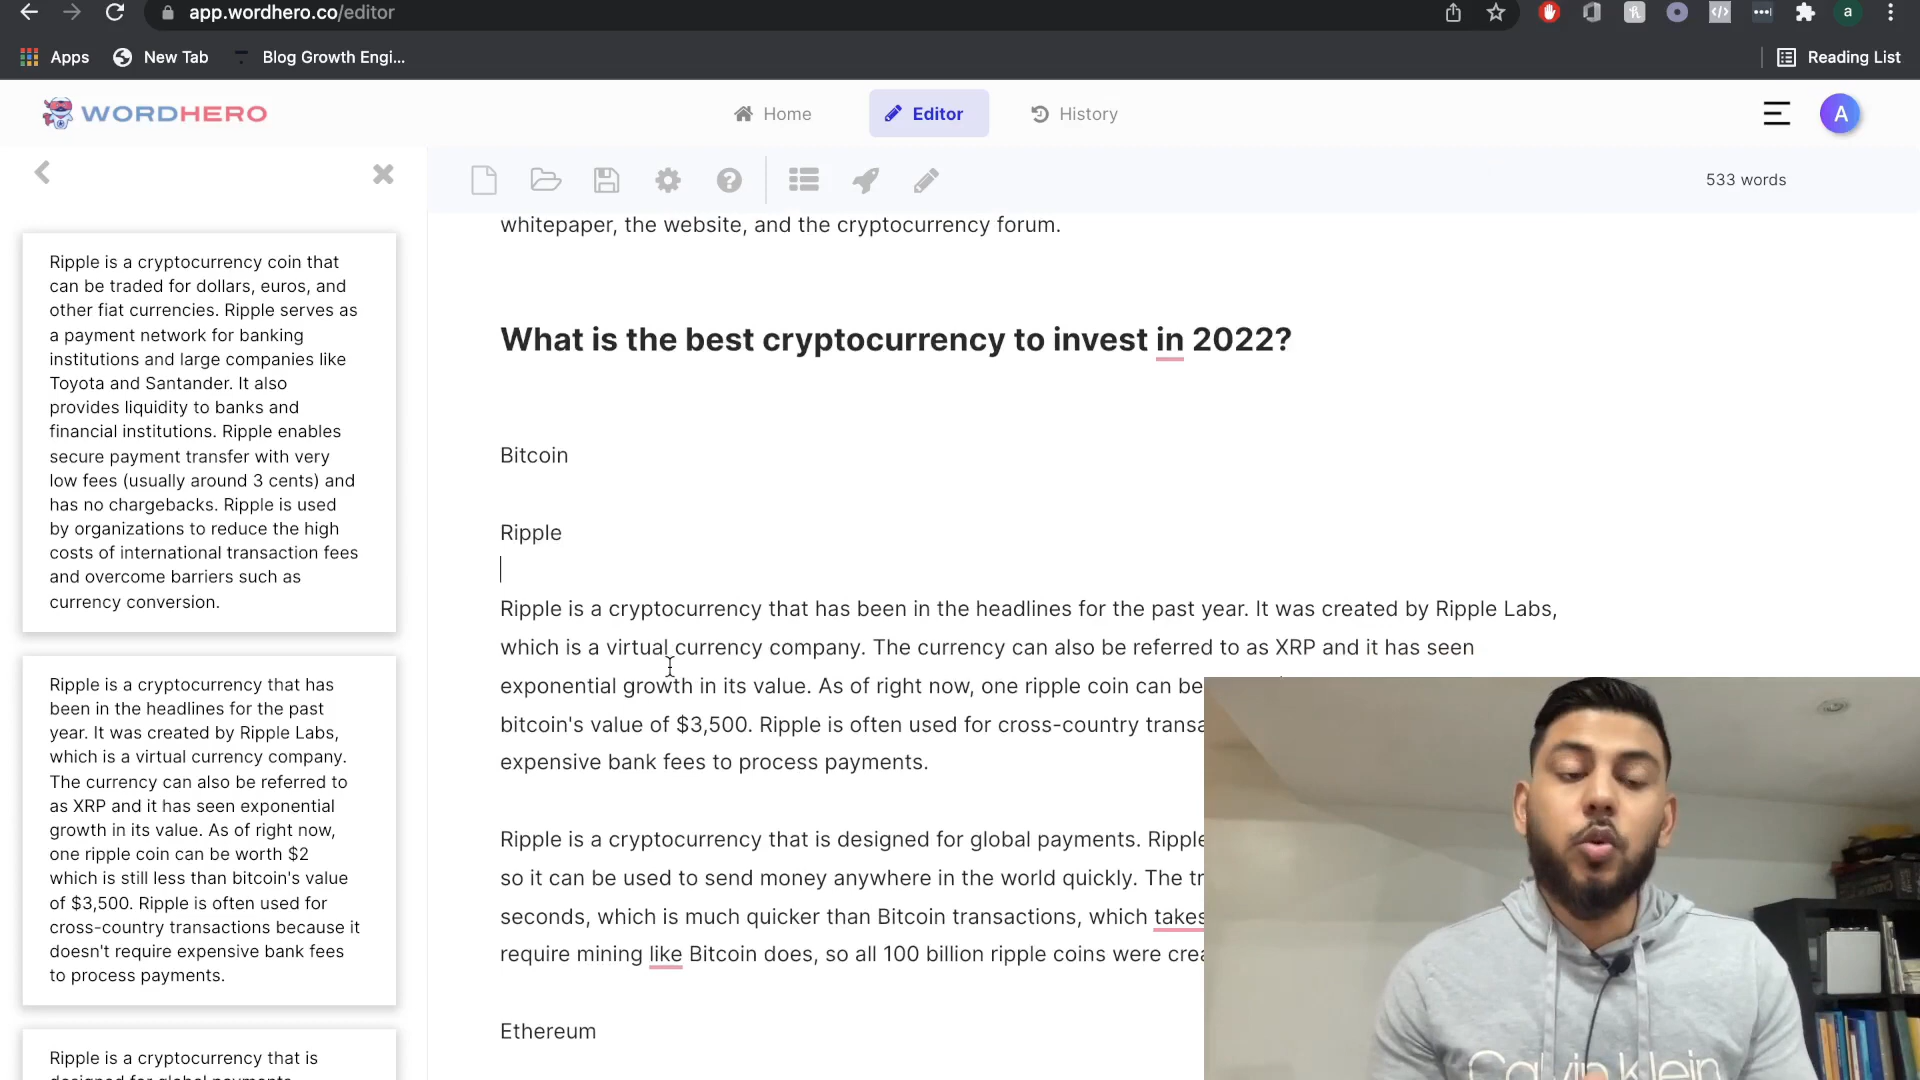 app.wordhero.co/editor
a
Apps
New Tab
Blog Growth Engi...
Reading List
WORDHERO
Home
Editor
History
A
533 words
Ripple is a cryptocurrency coin that
can be traded for dollars, euros, and
other fiat currencies. Ripple serves as
a payment network for banking
institutions and large companies like
Toyota and Santander. It also
provides liquidity to banks and
financial institutions. Ripple enables
secure payment transfer with very
low fees (usually around 3 cents) and
has no chargebacks. Ripple is used
by organizations to reduce the high
costs of international transaction fees
and overcome barriers such as
currency conversion.
Ripple is a cryptocurrency that has
been in the headlines for the past
year. It was created by Ripple Labs,
which is a virtual currency company.
The currency can also be referred to
as XRP and it has seen exponential
growth in its value. As of right now,
one ripple coin can be worth $2
which is still less than bitcoin's value
of $3,500. Ripple is often used for
cross-country transactions because it
doesn't require expensive bank fees
to process payments.
Ripple is a cryptocurrency that is
designed for global payments.
whitepaper, the website, and the cryptocurrency forum.
What is the best cryptocurrency to invest in 2022?
Bitcoin
Ripple
Ripple is a cryptocurrency that has been in the headlines for the past year. It was created by Ripple Labs,
which is a virtual currency company. The currency can also be referred to as XRP and it has seen
exponential growth in its value. As of right now, one ripple coin can be
bitcoin's value of $3,500. Ripple is often used for cross-country transa
expensive bank fees to process payments.
Ripple is a cryptocurrency that is designed for global payments. Ripple
so it can be used to send money anywhere in the world quickly. The tr
seconds, which is much quicker than Bitcoin transactions, which takes
require mining like Bitcoin does, so all 100 billion ripple coins were crea
Ethereum
Calvin Klein